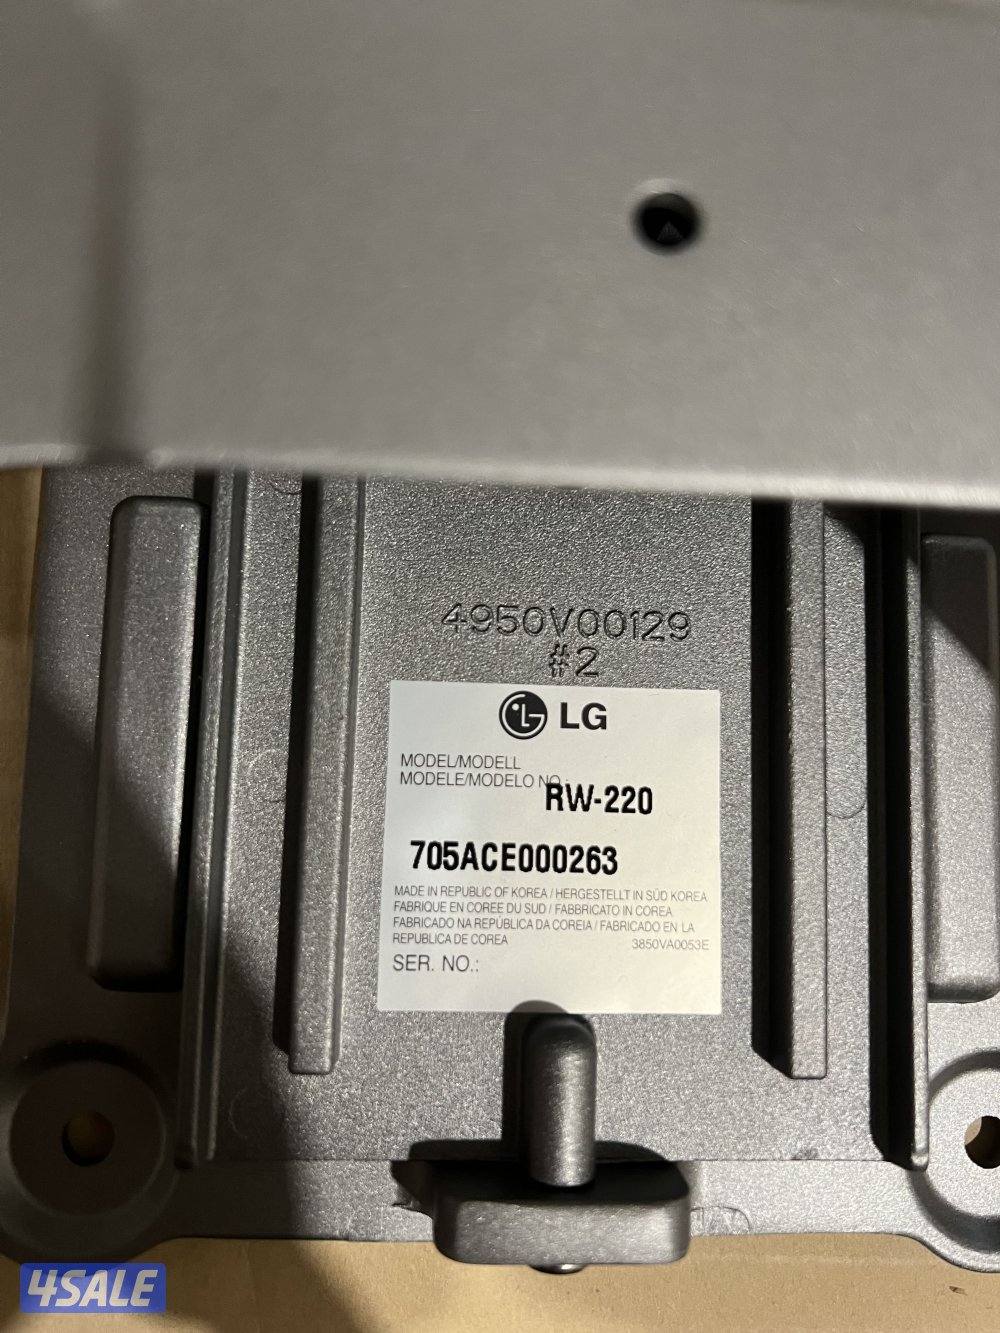 4950V00129
#2
LG
MODEL/MODELL
MODELE/MODELO NO.:
RW-220
705ACE000263
MADE IN REPUBLIC OF KOREA / HERGESTELLT IN SÜD KOREA
FABRIQUE EN COREE DU SUD / FABBRICATO IN COREA
FABRICADO NA REPÚBLICA DA COREIA / FABRICADO EN LA
REPUBLICA DE COREA 3850VA0053E
SER. NO.:
4SALE